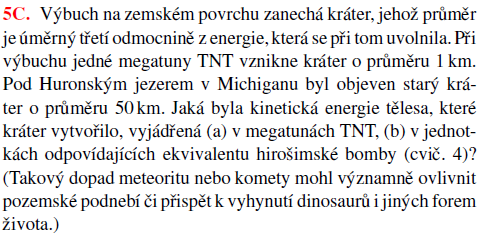 5C. Výbuch na zemském povrchu zanechá kráter, jehož průměr
je úměrný třetí odmocnině z energie, která se při tom uvolnila. Při
výbuchu jedné megatuny TNT vznikne kráter o průměru 1 km.
Pod Huronským jezerem v Michiganu byl objeven starý krá-
ter o průměru 50 km. Jaká byla kinetická energie tělesa, které
kráter vytvořilo, vyjádřená (a) v megatunách TNT, (b) v jednot-
kách odpovídajících ekvivalentu hirošimské bomby (cvič. 4)?
(Takový dopad meteoritu nebo komety mohl významně ovlivnit
pozemské podnebí či přispět k vyhynutí dinosaurů i jiných forem
života.)